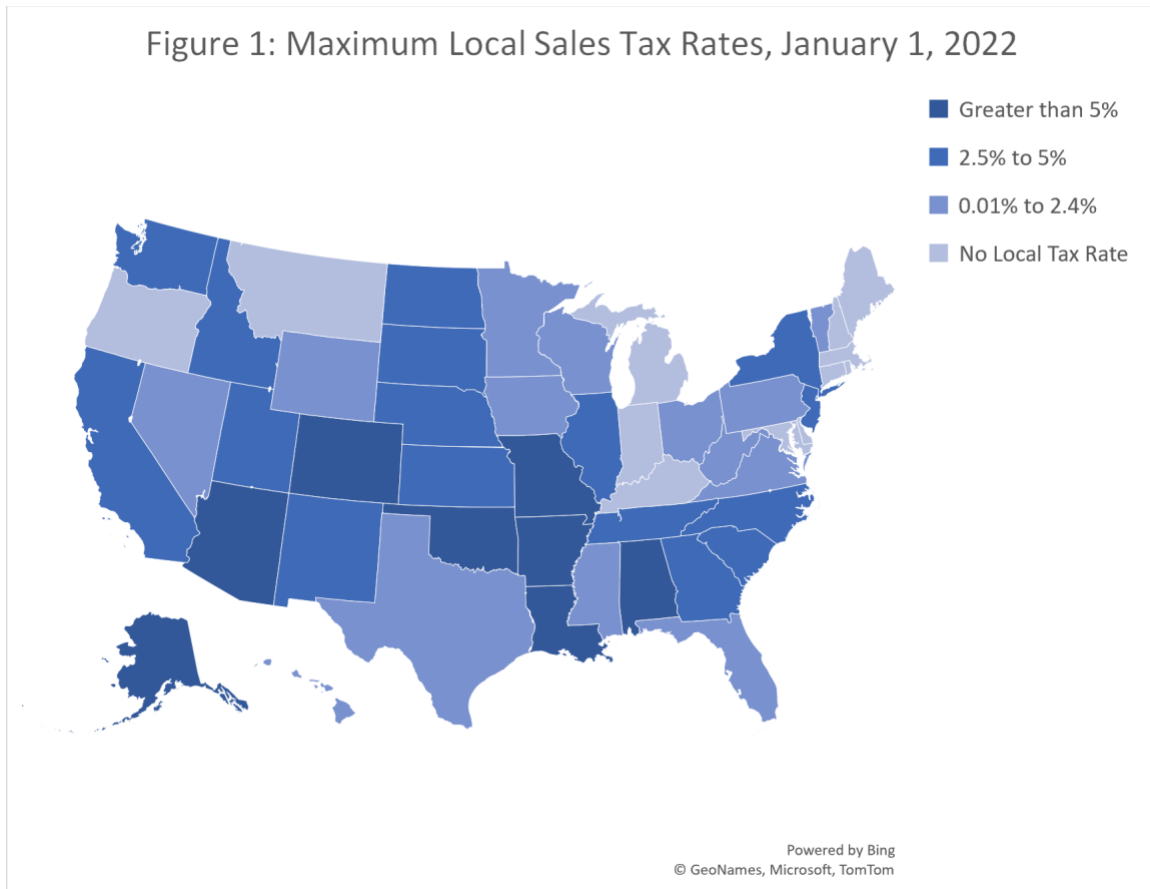 Figure 1: Maximum Local Sales Tax Rates, January 1, 2022
Greater than 5%
2.5% to 5%
0.01% to 2.4%
No Local Tax Rate
Powered by Bing
© GeoNames, Microsoft, TomTom